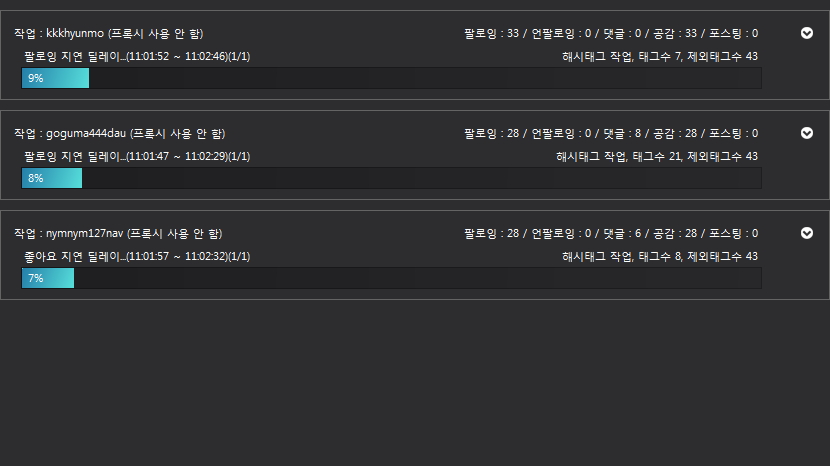 작업 : kkkhyunmo (프록시 사용 안 함) 팔로잉 : 33 / 언팔로잉 : 0 / 댓글 : 0 / 공감 : 33 / 포스팅 : 0
팔로잉 지연 딜레이...(11:01:52 ~ 11:02:46)(1/1) 해시태그 작업, 태그수 7, 제외태그수 43
9%
작업 : goguma444dau (프록시 사용 안 함) 팔로잉 : 28 / 언팔로잉 : 0 / 댓글 : 8 / 공감 : 28 / 포스팅 : 0
팔로잉 지연 딜레이...(11:01:47 ~ 11:02:29)(1/1) 해시태그 작업, 태그수 21, 제외태그수 43
8%
작업 : nymnym127nav (프록시 사용 안 함) 팔로잉 : 28 / 언팔로잉 : 0 / 댓글 : 6 / 공감 : 28 / 포스팅 : 0
좋아요 지연 딜레이...(11:01:57 ~ 11:02:32)(1/1) 해시태그 작업, 태그수 8, 제외태그수 43
7%